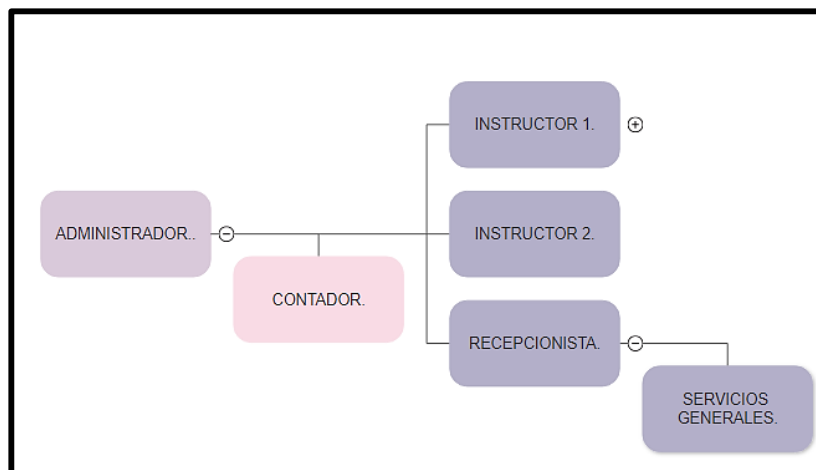 INSTRUCTOR 1.
ADMINISTRADOR..
INSTRUCTOR 2.
CONTADOR.
RECEPCIONISTA.
SERVICIOS
GENERALES.